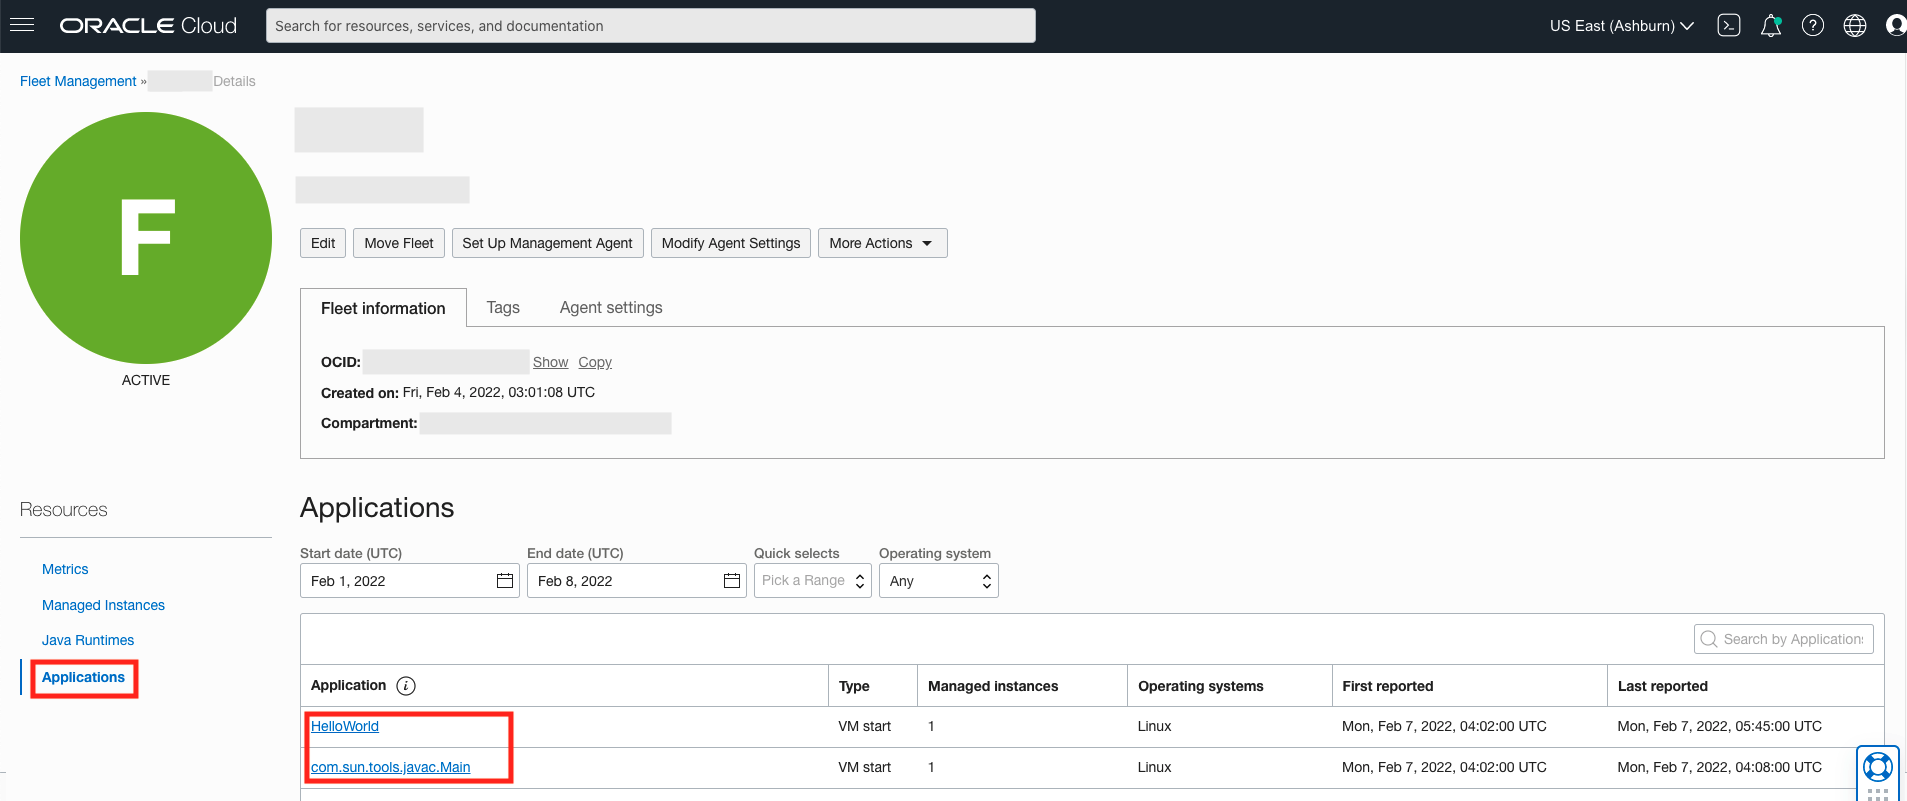 ORACLE Cloud
Search for resources, services, and documentation
US East (Ashburn)
Fleet Management » Details
F
ACTIVE
Edit
Move Fleet
Set Up Management Agent
Modify Agent Settings
More Actions
Fleet information
Tags
Agent settings
OCID: Show Copy
Created on: Fri, Feb 4, 2022, 03:01:08 UTC
Compartment:
Resources
Metrics
Managed Instances
Java Runtimes
Applications
Applications
Start date (UTC) End date (UTC) Quick selects Operating system
Feb 1, 2022 Feb 8, 2022 Pick a Range Any
Search by Applications
Application Type Managed instances Operating systems First reported Last reported
HelloWorld VM start 1 Linux Mon, Feb 7, 2022, 04:02:00 UTC Mon, Feb 7, 2022, 05:45:00 UTC
com.sun.tools.javac.Main VM start 1 Linux Mon, Feb 7, 2022, 04:02:00 UTC Mon, Feb 7, 2022, 04:08:00 UTC